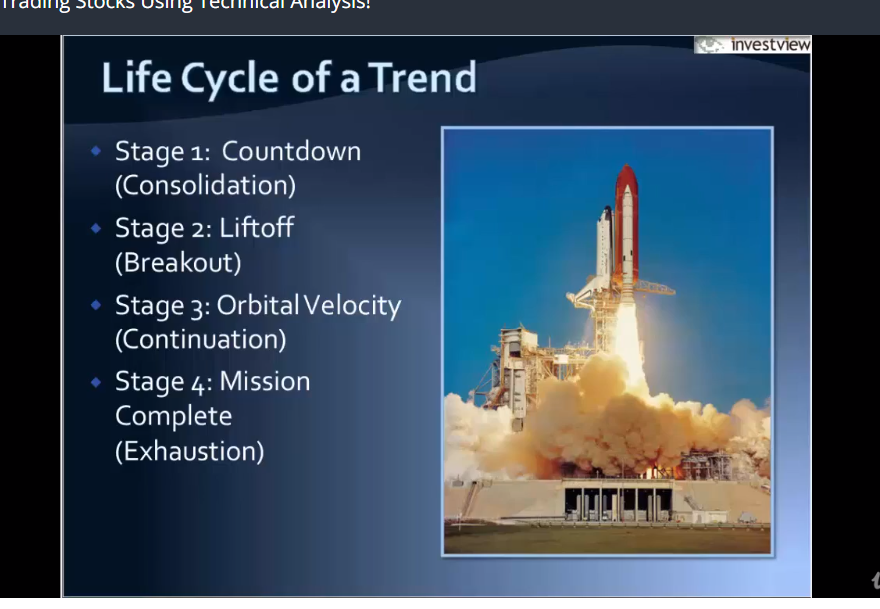 Trading Stocks Using Technical Analysis!
investview
Life Cycle of a Trend
Stage 1: Countdown
(Consolidation)
Stage 2: Liftoff
(Breakout)
Stage 3: Orbital Velocity
(Continuation)
Stage 4: Mission
Complete
(Exhaustion)